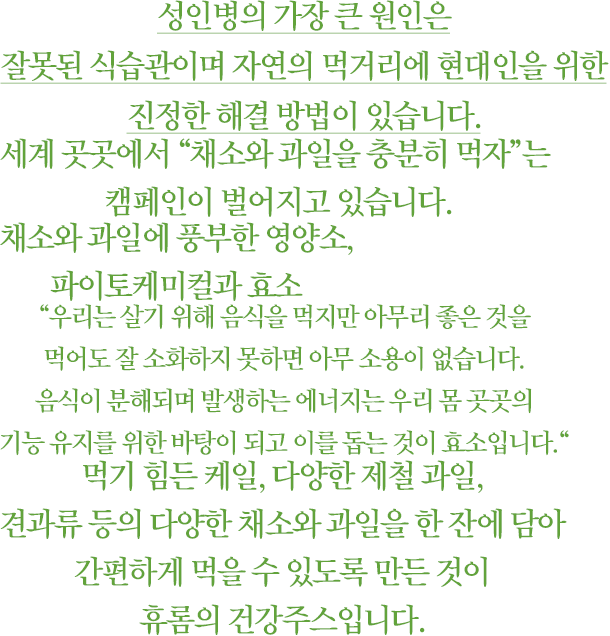 성인병의 가장 큰 원인은
잘못된 식습관이며 자연의 먹거리에 현대인을 위한
진정한 해결 방법이 있습니다.
세계 곳곳에서 “채소와 과일을 충분히 먹자”는
캠페인이 벌어지고 있습니다.
채소와 과일에 풍부한 영양소,
파이토케미컬과 효소
“우리는 살기 위해 음식을 먹지만 아무리 좋은 것을
먹어도 잘 소화하지 못하면 아무 소용이 없습니다.
음식이 분해되며 발생하는 에너지는 우리 몸 곳곳의
기능 유지를 위한 바탕이 되고 이를 돕는 것이 효소입니다.“
먹기 힘든 케일, 다양한 제철 과일,
견과류 등의 다양한 채소와 과일을 한 잔에 담아
간편하게 먹을 수 있도록 만든 것이
휴롬의 건강주스입니다.